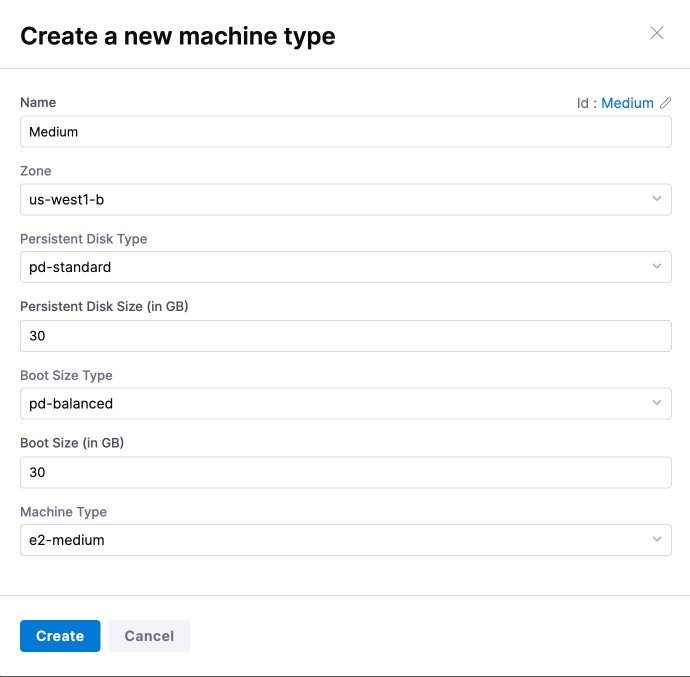 Create a new machine type
Name
Id : Medium
Medium
Zone
us-west1-b
Persistent Disk Type
pd-standard
Persistent Disk Size (in GB)
30
Boot Size Type
pd-balanced
Boot Size (in GB)
30
Machine Type
e2-medium
Create
Cancel